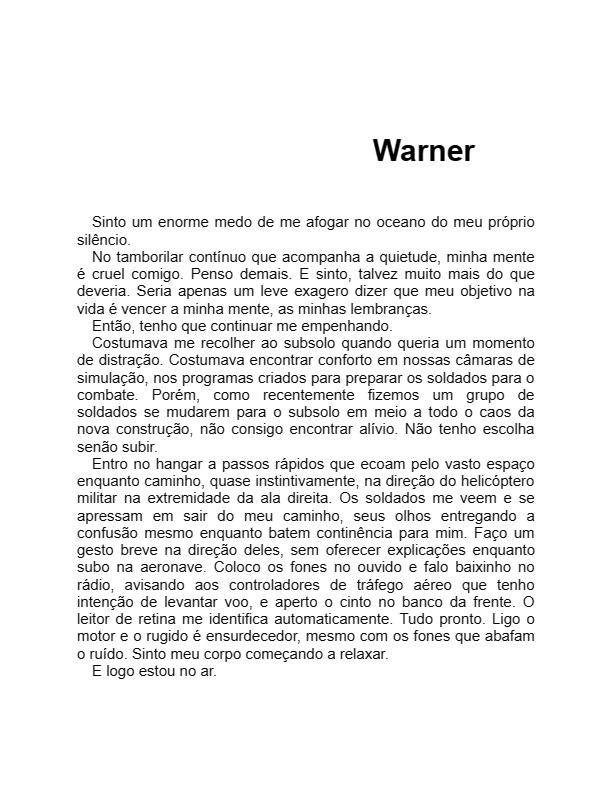 Warner
Sinto um enorme medo de me afogar no oceano do meu próprio
silêncio.
No tamborilar contínuo que acompanha a quietude, minha mente
é cruel comigo. Penso demais. E sinto, talvez muito mais do que
deveria. Seria apenas um leve exagero dizer que meu objetivo na
vida é vencer a minha mente, as minhas lembranças.
Então, tenho que continuar me empenhando.
Costumava me recolher ao subsolo quando queria um momento
de distração. Costumava encontrar conforto em nossas câmaras de
simulação, nos programas criados para preparar os soldados para o
combate. Porém, como recentemente fizemos um grupo de
soldados se mudarem para o subsolo em meio a todo o caos da
nova construção, não consigo encontrar alívio. Não tenho escolha
senão subir.
Entro no hangar a passos rápidos que ecoam pelo vasto espaço
enquanto caminho, quase instintivamente, na direção do helicóptero
militar na extremidade da ala direita. Os soldados me veem e se
apressam em sair do meu caminho, seus olhos entregando a
confusão mesmo enquanto batem continência para mim. Faço um
gesto breve na direção deles, sem oferecer explicações enquanto
subo na aeronave. Coloco os fones no ouvido e falo baixinho no
rádio, avisando aos controladores de tráfego aéreo que tenho
intenção de levantar voo, e aperto o cinto no banco da frente. O
leitor de retina me identifica automaticamente. Tudo pronto. Ligo o
motor e o rugido é ensurdecedor, mesmo com os fones que abafam
o ruído. Sinto meu corpo começando a relaxar.
E logo estou no ar.